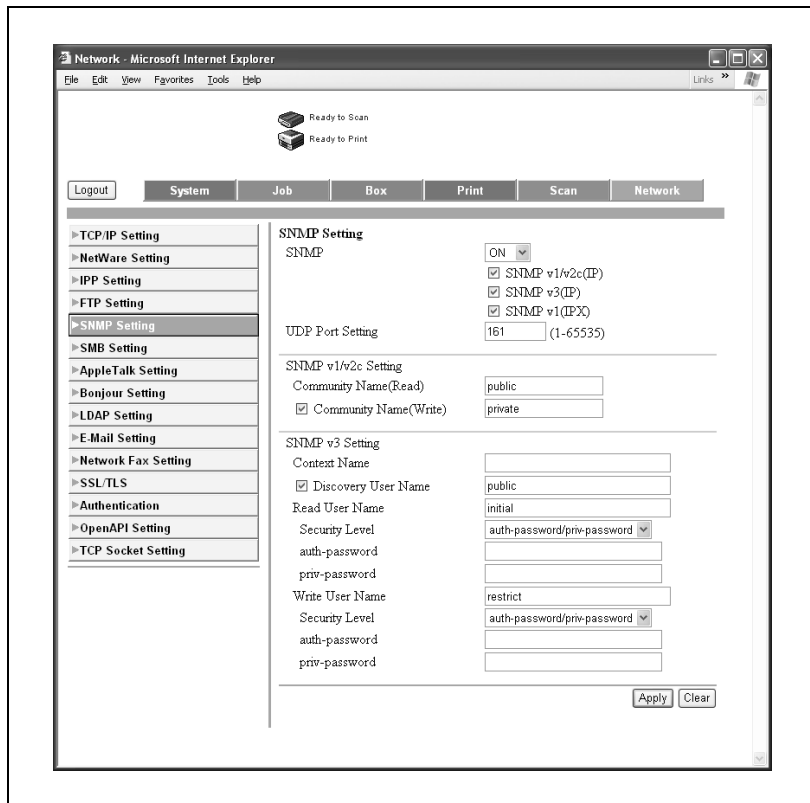 Network - Microsoft Internet Explorer
File Edit View Favorites Tools Help
Links »
Ready to Scan
Ready to Print
Logout
System Job Box Print Scan Network
TCP/IP Setting
NetWare Setting
IPP Setting
FTP Setting
SNMP Setting
SMB Setting
AppleTalk Setting
Bonjour Setting
LDAP Setting
E-Mail Setting
Network Fax Setting
SSL/TLS
Authentication
OpenAPI Setting
TCP Socket Setting
SNMP Setting
SNMP ON
SNMP v1/v2c(IP)
SNMP v3(IP)
SNMP v1(IPX)
UDP Port Setting 161 (1-65535)
SNMP v1/v2c Setting
Community Name(Read) public
Community Name(Write) private
SNMP v3 Setting
Context Name
Discovery User Name public
Read User Name initial
Security Level auth-password/priv-password
auth-password
priv-password
Write User Name restrict
Security Level auth-password/priv-password
auth-password
priv-password
Apply Clear